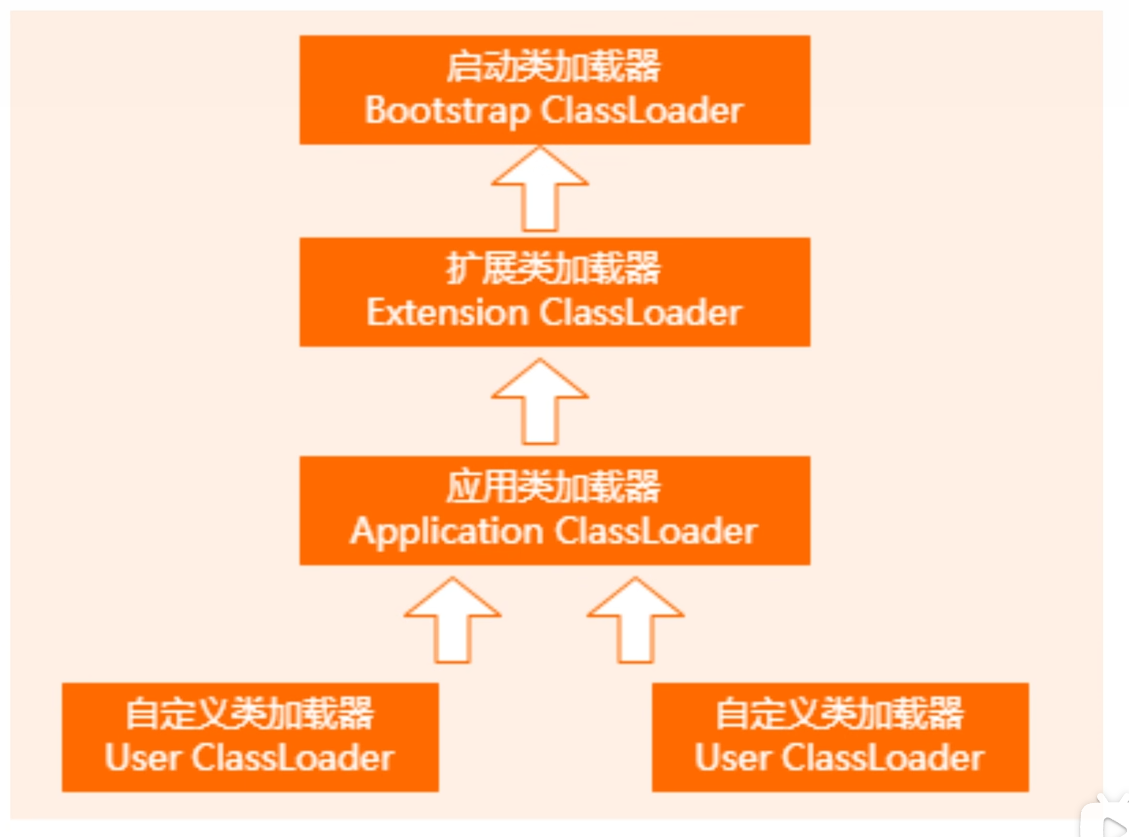 启动类加载器
Bootstrap ClassLoader
扩展类加载器
Extension ClassLoader
应用类加载器
Application ClassLoader
自定义类加载器
User ClassLoader
自定义类加载器
User ClassLoader